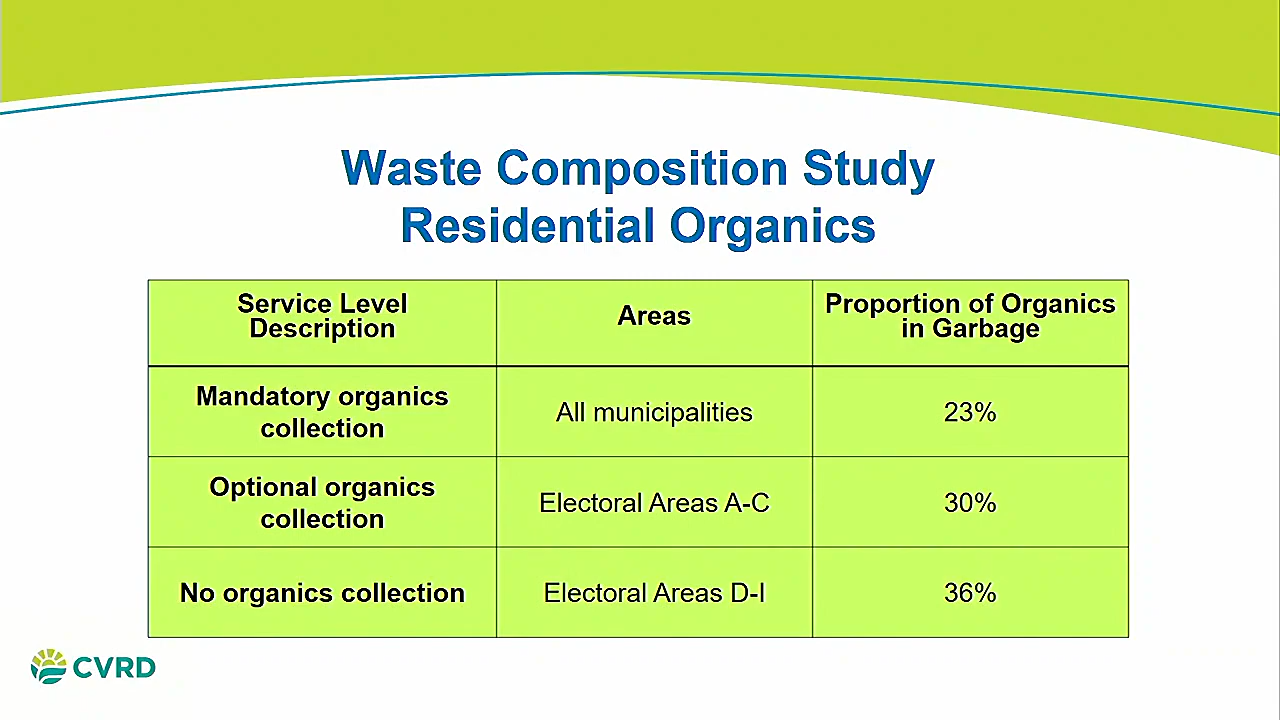 Waste Composition Study
Residential Organics
Service Level
Description
Areas
Proportion of Organics
in Garbage
Mandatory organics
collection
All municipalities
23%
Optional organics
collection
Electoral Areas A-C
30%
No organics collection
Electoral Areas D-I
36%
CVRD